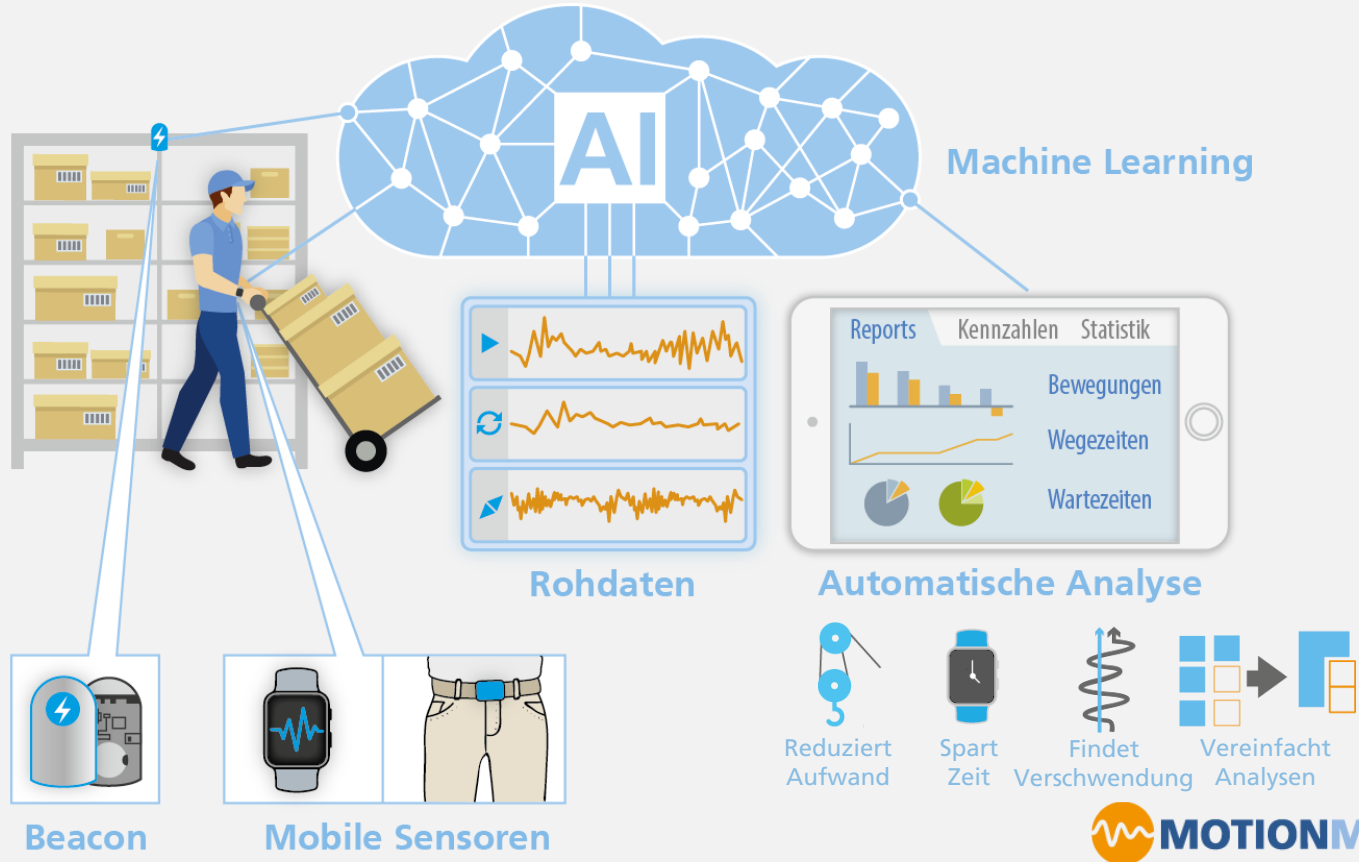 AI
Machine Learning
Reports Kennzahlen Statistik
Bewegungen
Wegezeiten
Wartezeiten
Rohdaten
Automatische Analyse
Reduziert
Aufwand
Spart
Zeit
Findet
Verschwendung
Vereinfacht
Analysen
Beacon
Mobile Sensoren
MOTIONM